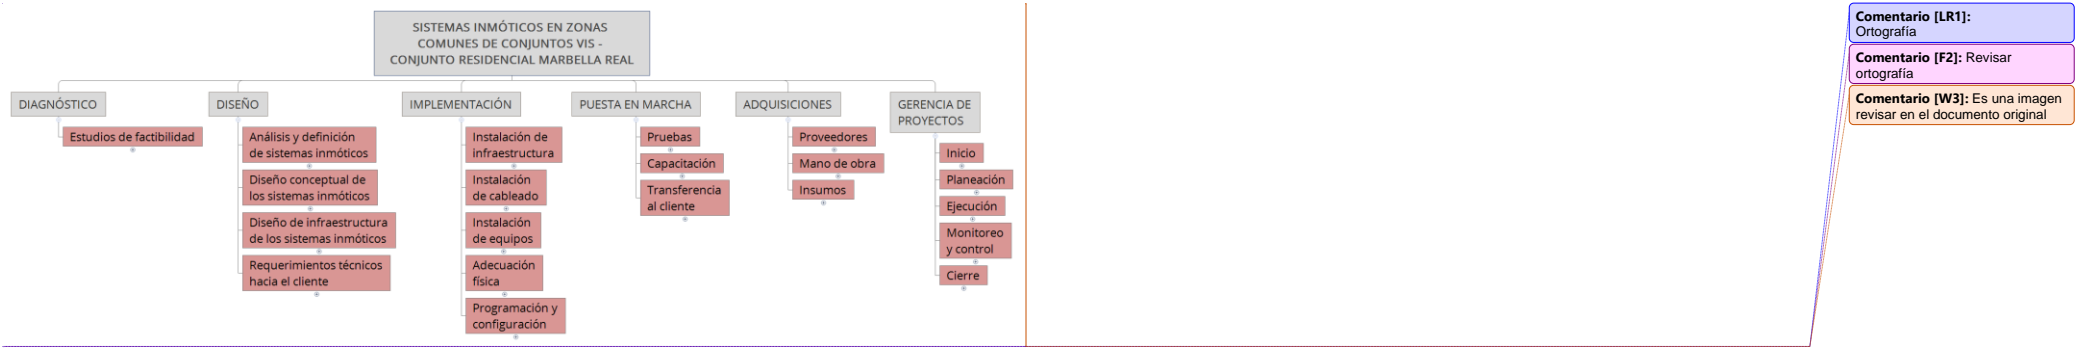 SISTEMAS INMÓTICOS EN ZONAS
COMUNES DE CONJUNTOS VIS -
CONJUNTO RESIDENCIAL MARBELLA REAL
DIAGNÓSTICO
Estudios de factibilidad
DISEÑO
Análisis y definición
de sistemas inmóticos
Diseño conceptual de
los sistemas inmóticos
Diseño de infraestructura
de los sistemas inmóticos
Requerimientos técnicos
hacia el cliente
IMPLEMENTACIÓN
Instalación de
infraestructura
Instalación
de cableado
Instalación
de equipos
Adecuación
física
Programación y
configuración
PUESTA EN MARCHA
Pruebas
Capacitación
Transferencia
al cliente
ADQUISICIONES
Proveedores
Mano de obra
Insumos
GERENCIA DE
PROYECTOS
Inicio
Planeación
Ejecución
Monitoreo
y control
Cierre
Comentario [LR1]:
Ortografía
Comentario [F2]: Revisar
ortografía
Comentario [W3]: Es una imagen
revisar en el documento original